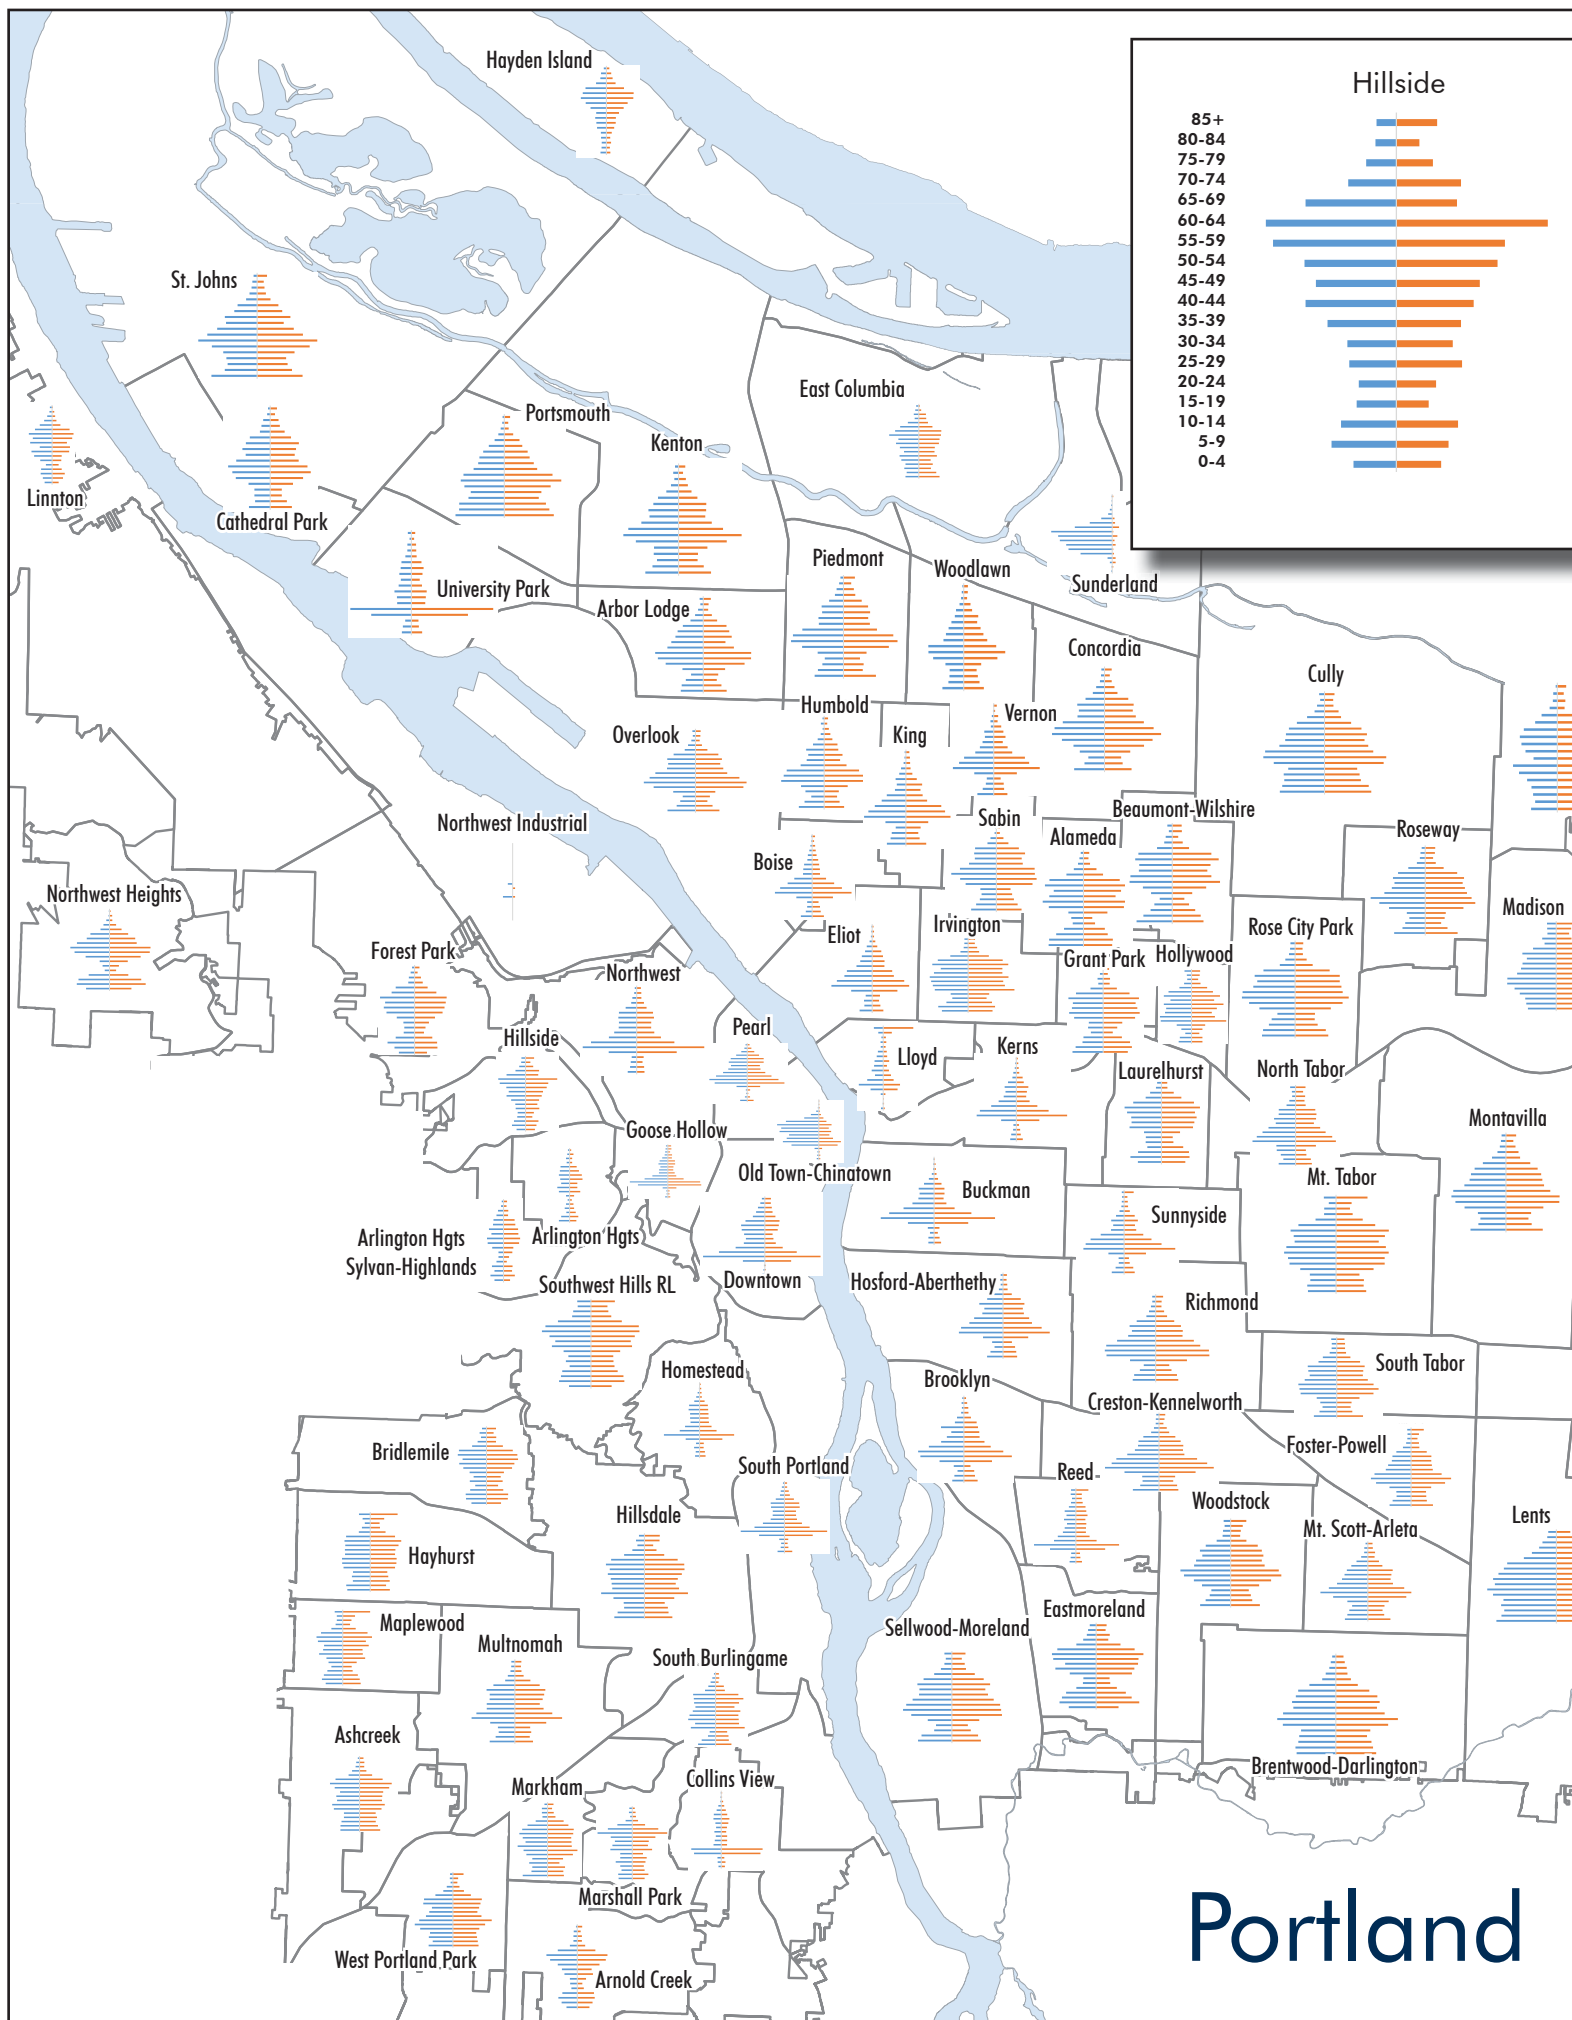 Hayden Island
Hillside
85+
80-84
75-79
70-74
65-69
60-64
55-59
50-54
45-49
40-44
35-39
30-34
25-29
20-24
15-19
10-14
5-9
0-4
St. Johns
East Columbia
Portsmouth
Kenton
Linnton
Cathedral Park
Piedmont
Woodlawn
Sunderland
University Park
Arbor Lodge
Concordia
Cully
Humbold
Vernon
Overlook
King
Northwest Industrial
Sabin
Beaumont-Wilshire
Alameda
Roseway
Boise
Northwest Heights
Madison
Forest Park
Eliot
Irvington
Rose City Park
Grant Park
Hollywood
Northwest
Hillside
Pearl
Lloyd
Kerns
Laurelhurst
North Tabor
Montavilla
Goose Hollow
Old Town-Chinatown
Buckman
Mt. Tabor
Sunnyside
Arlington Hgts
Sylvan-Highlands
Arlington Hgts
Southwest Hills RL
Downtown
Hosford-Aberthethy
Richmond
Homestead
Brooklyn
South Tabor
Creston-Kennelworth
Bridlemile
Foster-Powell
South Portland
Reed
Hillsdale
Woodstock
Mt. Scott-Arleta
Lents
Hayhurst
Maplewood
Multnomah
South Burlingame
Sellwood-Moreland
Eastmoreland
Ashcreek
Markham
Collins View
Brentwood-Darlington
Marshall Park
West Portland Park
Arnold Creek
Portland